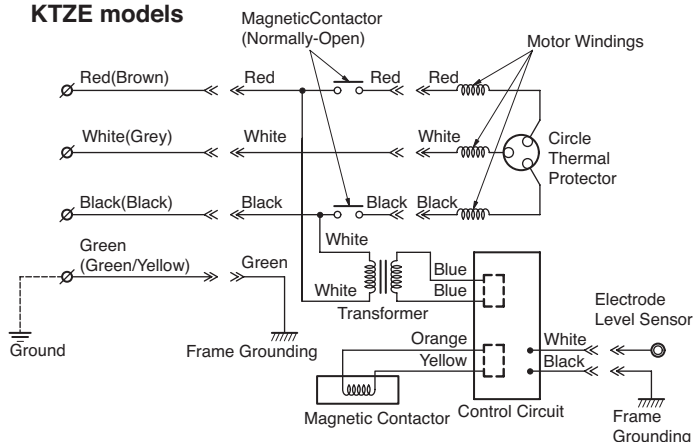 KTZE models
MagneticContactor
(Normally-Open)
Motor Windings
Red(Brown)
Red
Red
Red
White(Grey)
White
White
Circle
Thermal
Protector
Black(Black)
Black
Black
Black
White
Green
(Green/Yellow)
Green
White
Blue
Blue
Transformer
Electrode
Level Sensor
Ground
Frame Grounding
Orange
Yellow
White
Black
Magnetic Contactor
Control Circuit
Frame
Grounding